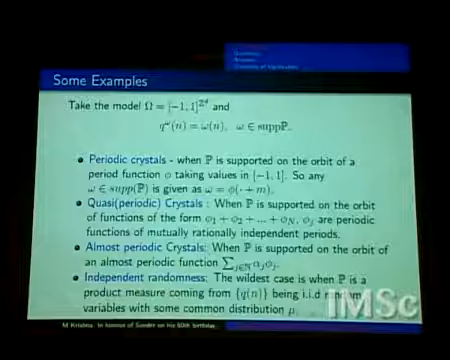 Some Examples
Take the model Ω = [−1, 1]^{ℤ^d} and
q^ω(n) = ω(n), ω ∈ suppℙ.
• Periodic crystals - when ℙ is supported on the orbit of a
period function ϕ taking values in [−1, 1]. So any
ω ∈ supp(ℙ) is given as ω = ϕ(· + m).
• Quasi(periodic) Crystals : When ℙ is supported on the orbit
of functions of the form ϕ₁ + ϕ₂ + ... + ϕ_N, ϕ_j are periodic
functions of mutually rationally independent periods.
• Almost periodic Crystals: When ℙ is supported on the orbit of
an almost periodic function ∑_{j∈ℕ} α_jϕ_j.
• Independent randomness: The wildest case is when ℙ is a
product measure coming from {q(n)} being i.i.d random
variables with some common distribution μ.
IMSc
M Krishna: In honour of Sunder on his 60th birthday